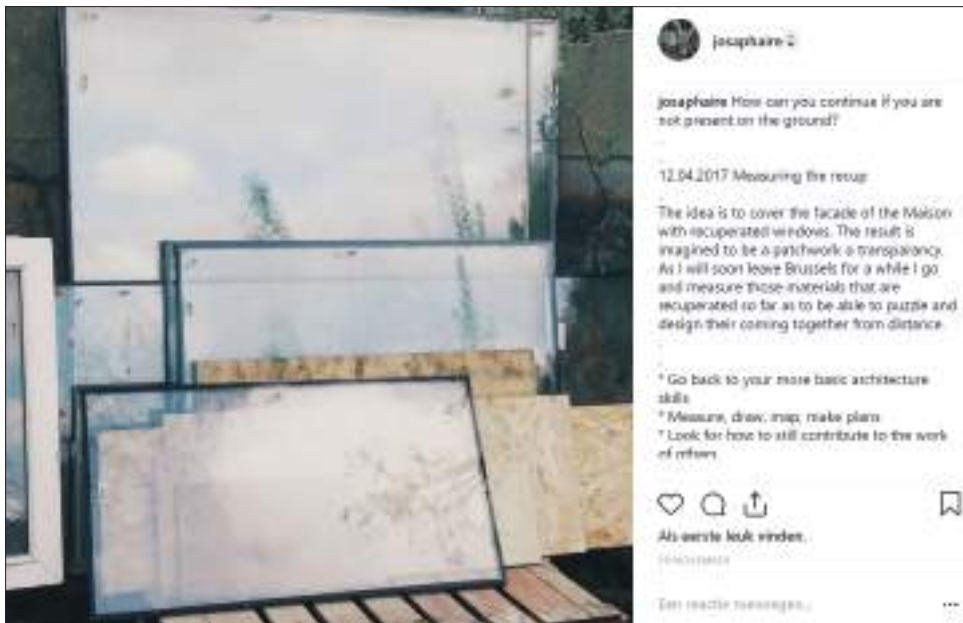 josaphaire
josaphaire How can you continue if you are
not present on the ground?
.
12.04.2017 Measuring the recup
The idea is to cover the facade of the Maison
with recuperated windows. The result is
imagined to be a patchwork o transparancy.
As I will soon leave Brussels for a while I go
and measure those materials that are
recuperated so far as to be able to puzzle and
design their coming together from distance.
.
* Go back to your more basic architecture
skills
* Measure, draw, map, make plans
* Look for how to still contribute to the work
of others
Als eerste leuk vinden.
Een reactie toevoegen...